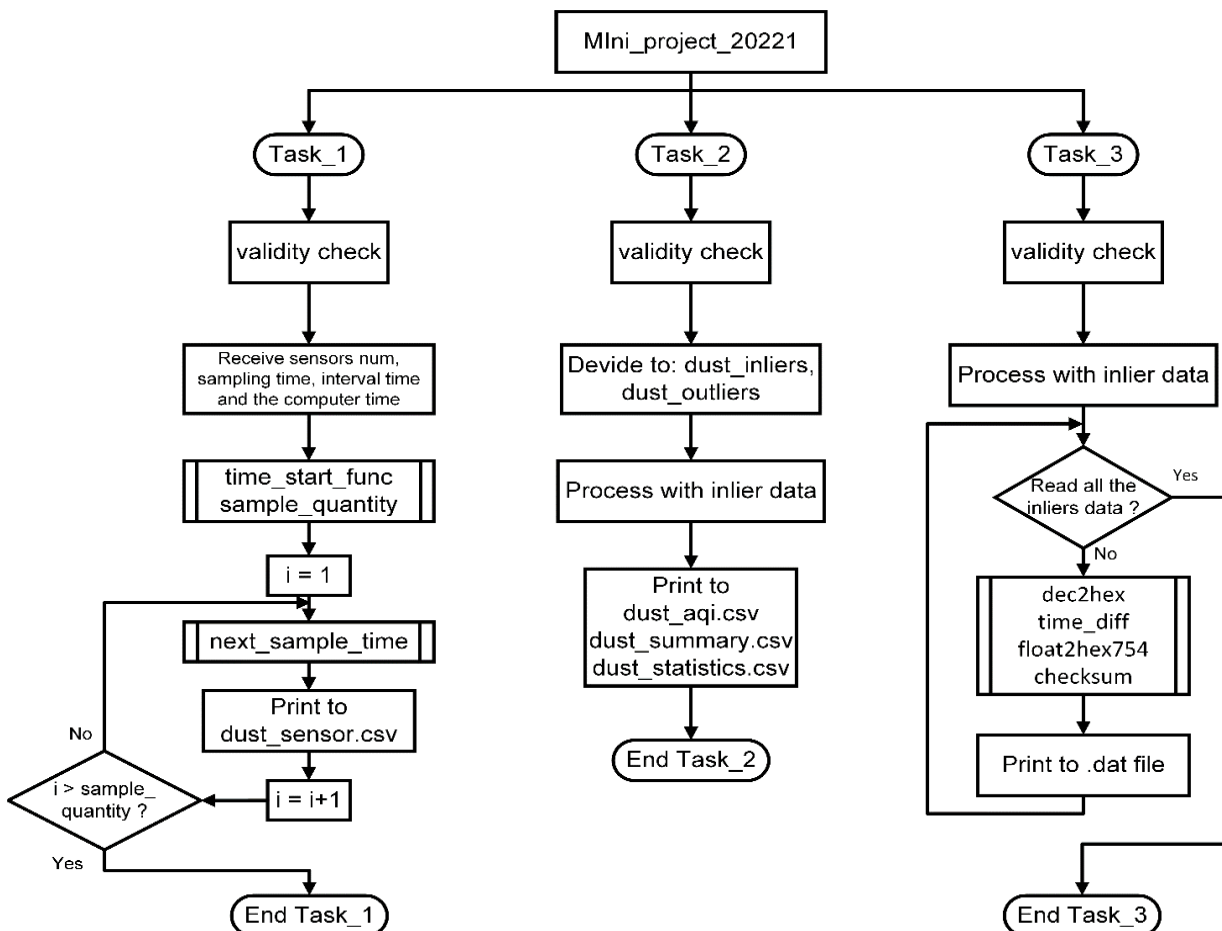 MIni_project_20221
Task_1
validity check
Receive sensors num,
sampling time, interval time
and the computer time
time_start_func
sample_quantity
i = 1
next_sample_time
Print to
dust_sensor.csv
i = i+1
i > sample_
quantity ?
No
Yes
End Task_1
Task_2
validity check
Devide to: dust_inliers,
dust_outliers
Process with inlier data
Print to
dust_aqi.csv
dust_summary.csv
dust_statistics.csv
End Task_2
Task_3
validity check
Process with inlier data
Read all the
inliers data ?
Yes
No
dec2hex
time_diff
float2hex754
checksum
Print to .dat file
End Task_3